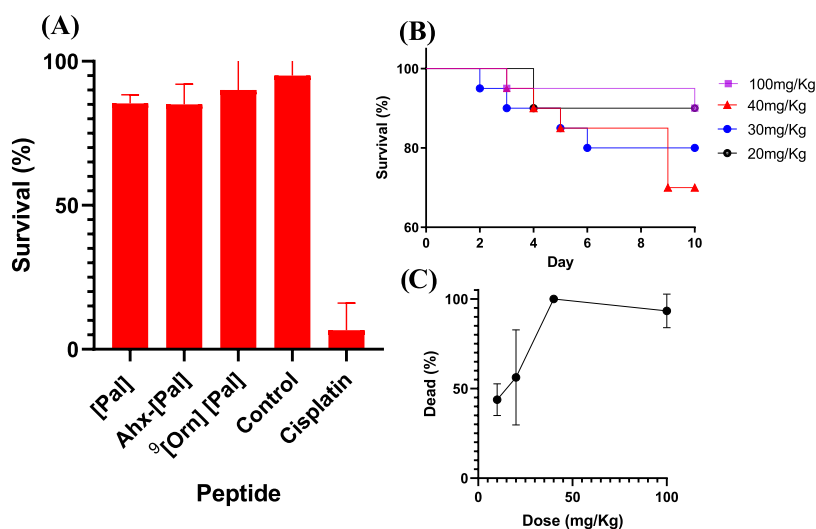 (A)
100
50
0
Survival (%)
[Pal]
Ahx-[Pal]
9[Orn] [Pal]
Control
Cisplatin
Peptide
(B)
100
80
60
Survival (%)
0 2 4 6 8 10
Day
100mg/Kg
40mg/Kg
30mg/Kg
20mg/Kg
(C)
100
50
0
Dead (%)
0 50 100
Dose (mg/Kg)